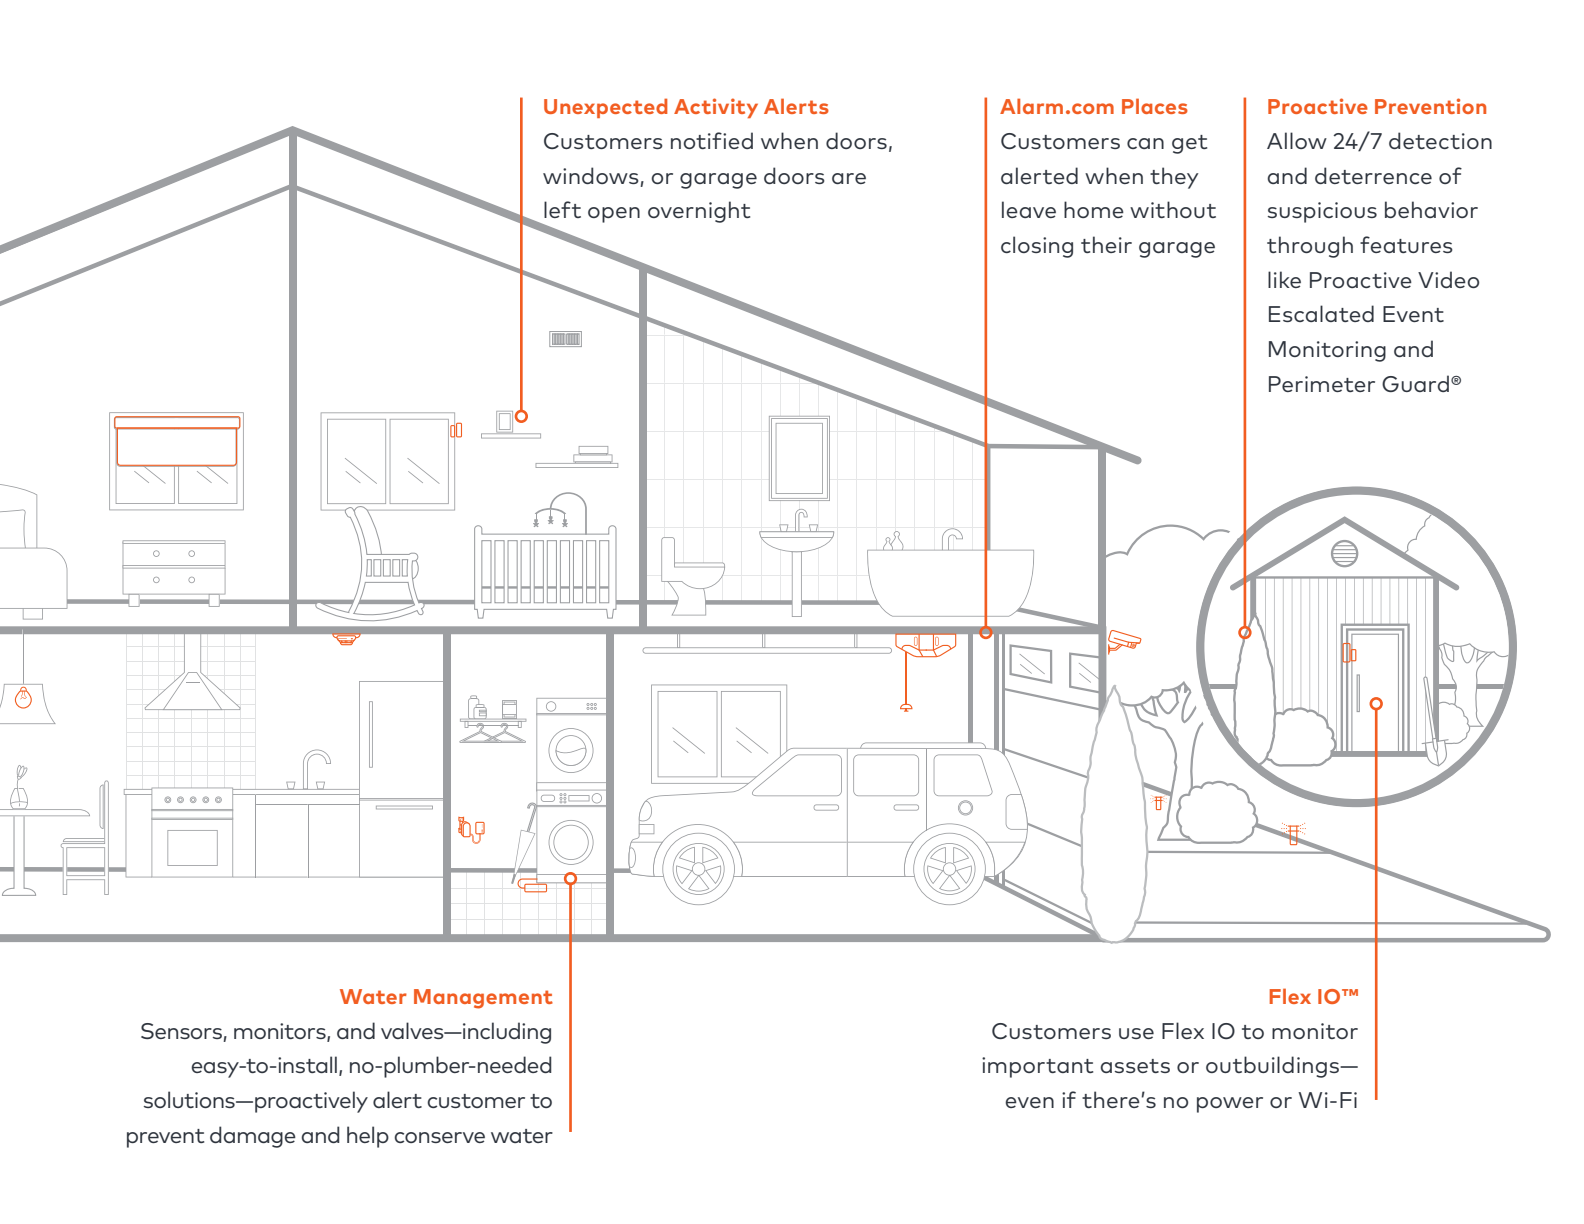 Unexpected Activity Alerts
Customers notified when doors,
windows, or garage doors are
left open overnight
Alarm.com Places
Customers can get
alerted when they
leave home without
closing their garage
Proactive Prevention
Allow 24/7 detection
and deterrence of
suspicious behavior
through features
like Proactive Video
Escalated Event
Monitoring and
Perimeter Guard®
Water Management
Sensors, monitors, and valves—including
easy-to-install, no-plumber-needed
solutions—proactively alert customer to
prevent damage and help conserve water
Flex IO™
Customers use Flex IO to monitor
important assets or outbuildings—
even if there’s no power or Wi-Fi